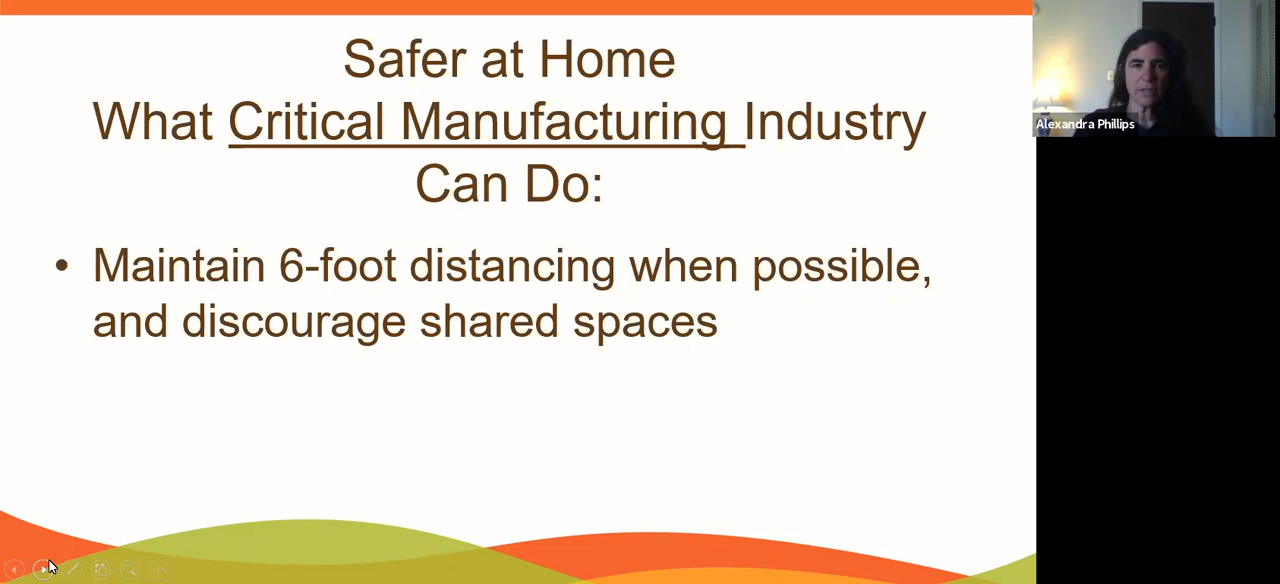 Safer at Home
What Critical Manufacturing Industry
Can Do:
• Maintain 6-foot distancing when possible,
and discourage shared spaces
Alexandra Phillips